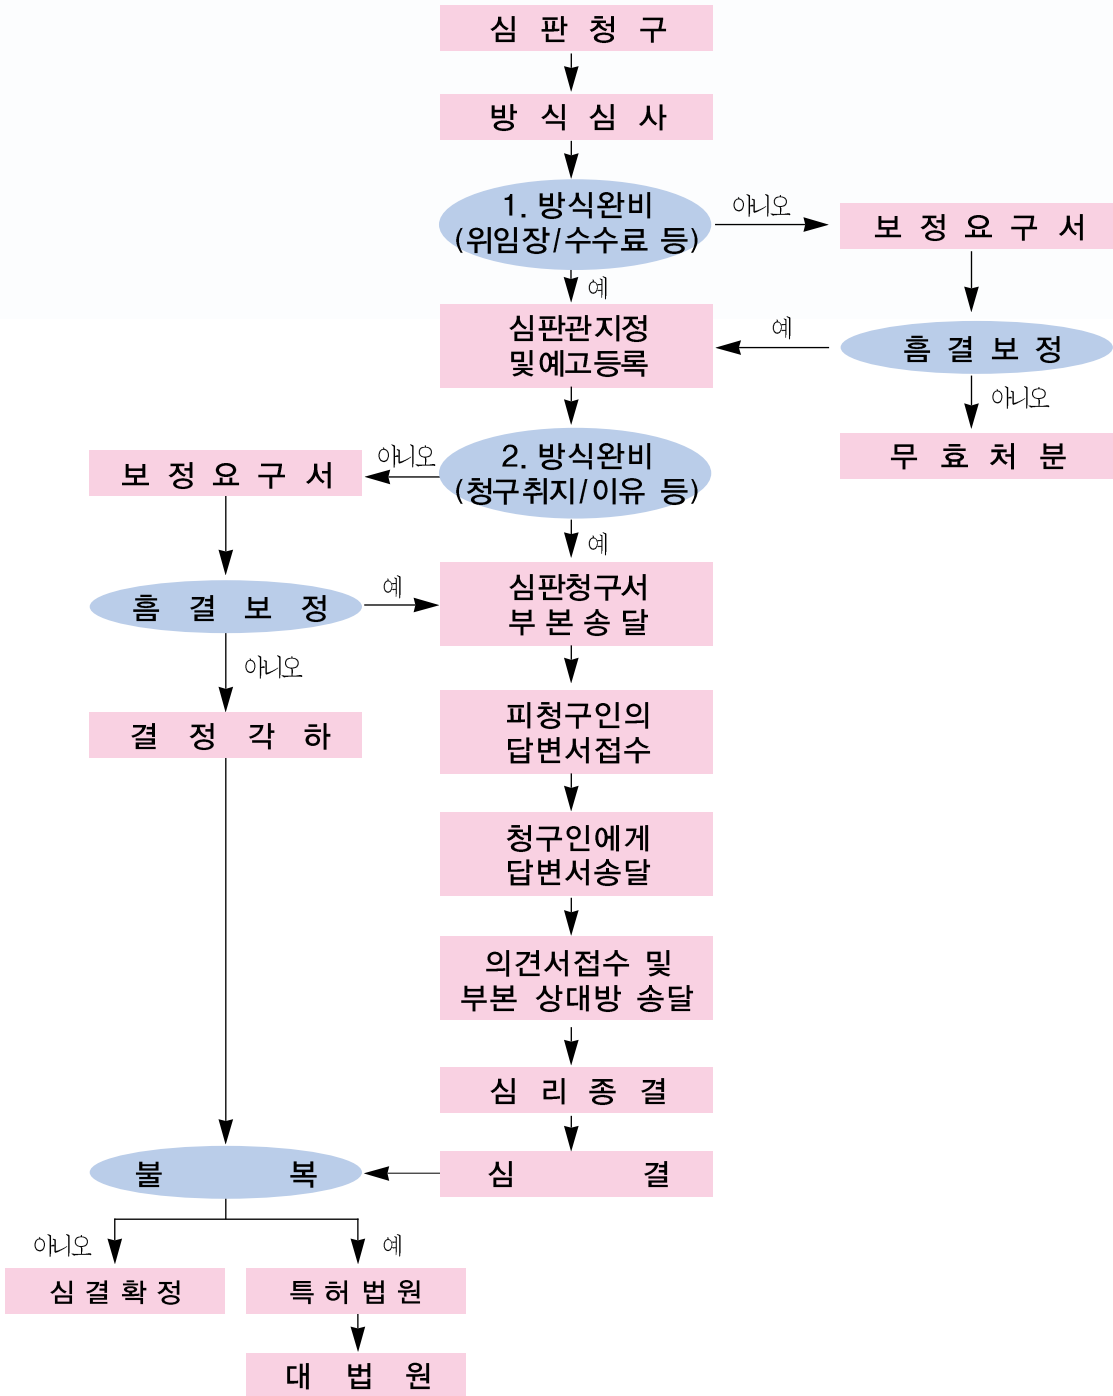 심판청구
방식심사
1. 방식완비
(위임장/수수료 등)
아니오
보정요구서
예
심판관지정
및예고등록
예
흠결보정
아니오
무효처분
2. 방식완비
(청구취지/이유 등)
아니오
보정요구서
예
흠결보정
예
심판청구서
부본송달
아니오
결정각하
피청구인의
답변서접수
청구인에게
답변서송달
의견서접수 및
부본 상대방 송달
심리종결
심결
불복
아니오
예
심결확정
특허법원
대법원